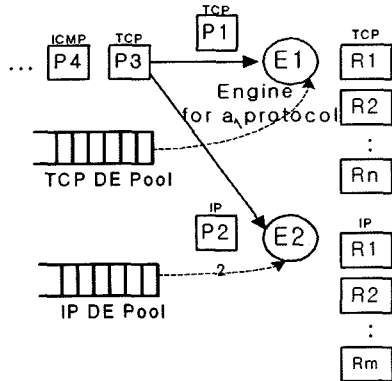 TCP
P1
ICMP
P4
TCP
P3
...
E1
TCP
R1
R2
:
Rn
Engine
for a protocol
TCP DE Pool
IP
P2
E2
2
IP DE Pool
IP
R1
R2
:
Rm